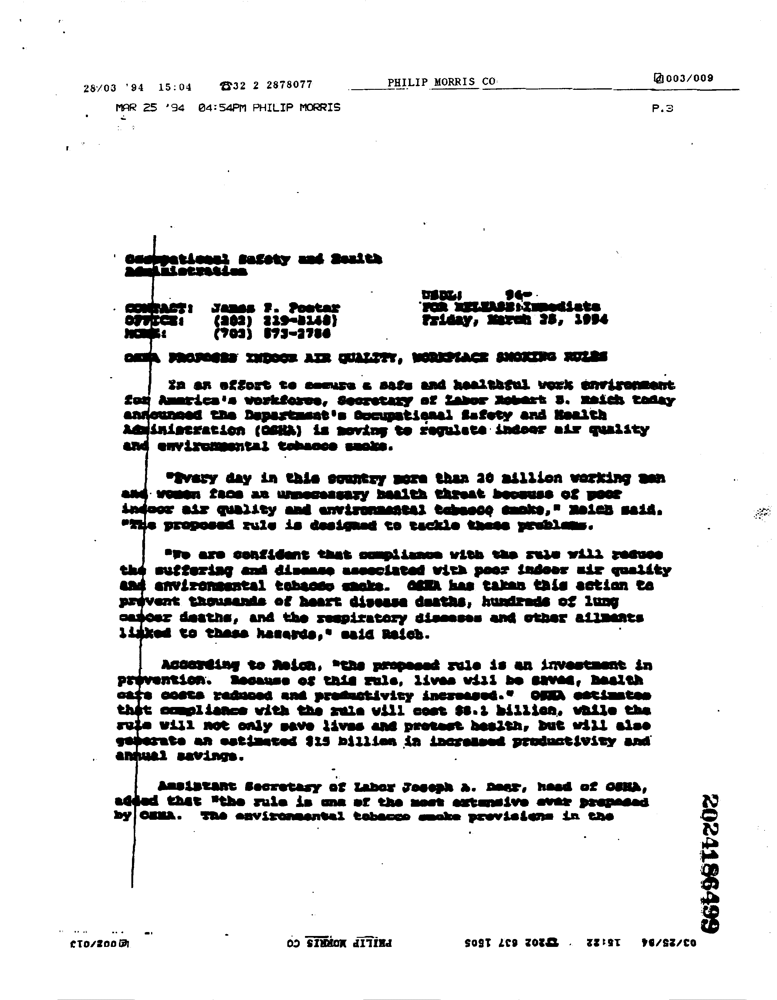 28/03 '94 15:04 ☎32 2 2878077 PHILIP MORRIS CO 003/009
MAR 25 '94 04:54PM PHILIP MORRIS P.3
Occupational Safety and Health
Administration
USDL: 94-
CONTACT: James F. Foster FOR RELEASE:Immediate
OFFICE: (202) 219-8148) Friday, March 25, 1994
HOME: (703) 573-2786
OSHA PROPOSES INDOOR AIR QUALITY, WORKPLACE SMOKING RULES
In an effort to secure a safe and healthful work environment
for America's workforce, Secretary of Labor Robert B. Reich today
announced the Department's Occupational Safety and Health
Administration (OSHA) is moving to regulate indoor air quality
and environmental tobacco smoke.
"Every day in this country more than 20 million working men
and women face an unnecessary health threat because of poor
indoor air quality and environmental tobacco smoke," Reich said.
"The proposed rule is designed to tackle these problems.
"We are confident that compliance with the rule will reduce
the suffering and disease associated with poor indoor air quality
and environmental tobacco smoke. OSHA has taken this action to
prevent thousands of heart disease deaths, hundreds of lung
cancer deaths, and the respiratory diseases and other ailments
linked to these hazards," said Reich.
According to Reich, "the proposed rule is an investment in
prevention. Because of this rule, lives will be saved, health
care costs reduced and productivity increased." OSHA estimates
that compliance with the rule will cost $8.1 billion, while the
rule will not only save lives and protect health, but will also
generate an estimated $15 billion in increased productivity and
annual savings.
Assistant Secretary of Labor Joseph A. Dear, head of OSHA,
added that "the rule is one of the most extensive ever proposed
by OSHA. The environmental tobacco smoke provisions in the
2024186499
03/25/94 15:22 ☎202 637 1505 PHILIP MORRIS CO 002/013